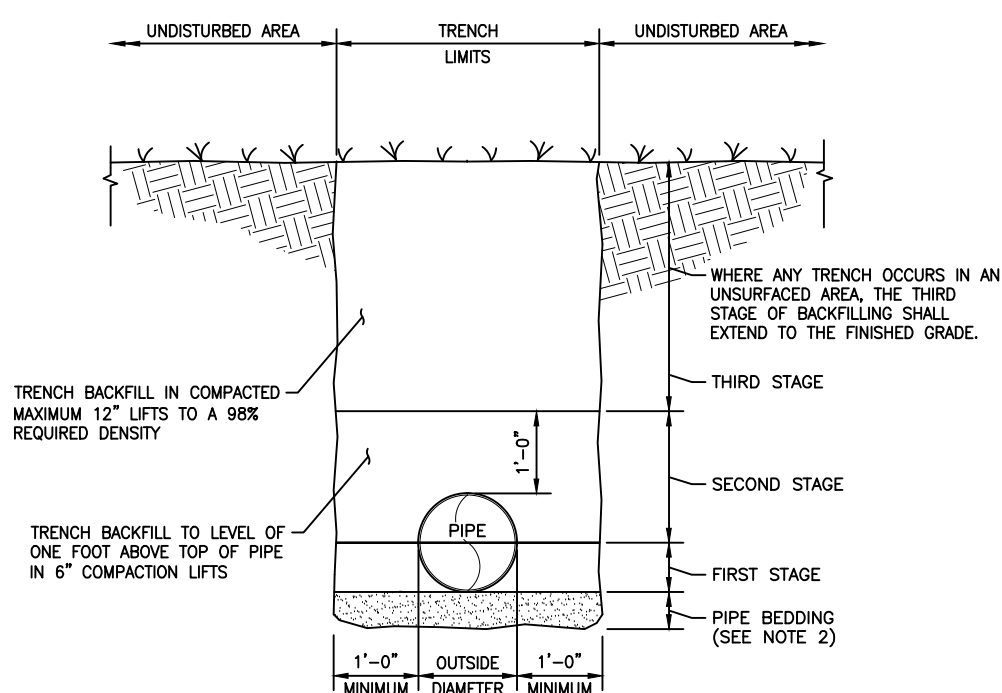 UNDISTURBED AREA
TRENCH
LIMITS
UNDISTURBED AREA
WHERE ANY TRENCH OCCURS IN AN
UNSURFACED AREA, THE THIRD
STAGE OF BACKFILLING SHALL
EXTEND TO THE FINISHED GRADE.
THIRD STAGE
TRENCH BACKFILL IN COMPACTED
MAXIMUM 12" LIFTS TO A 98%
REQUIRED DENSITY
1'-0"
SECOND STAGE
PIPE
TRENCH BACKFILL TO LEVEL OF
ONE FOOT ABOVE TOP OF PIPE
IN 6" COMPACTION LIFTS
FIRST STAGE
PIPE BEDDING
(SEE NOTE 2)
1'-0"
MINIMUM
OUTSIDE
DIAMETER
1'-0"
MINIMUM